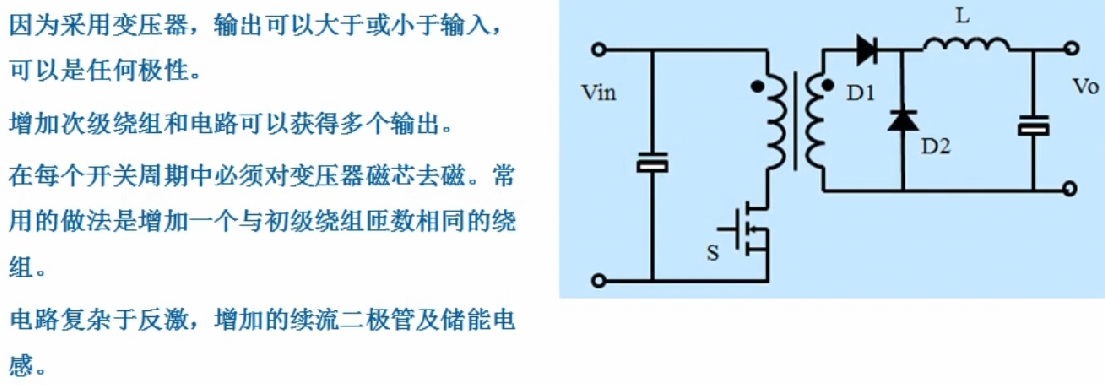 因为采用变压器，输出可以大于或小于输入，
可以是任何极性。
增加次级绕组和电路可以获得多个输出。
在每个开关周期中必须对变压器磁芯去磁。常
用的做法是增加一个与初级绕组匝数相同的绕
组。
电路复杂于反激，增加的续流二极管及储能电
感。
L
Vin
D1
Vo
D2
S